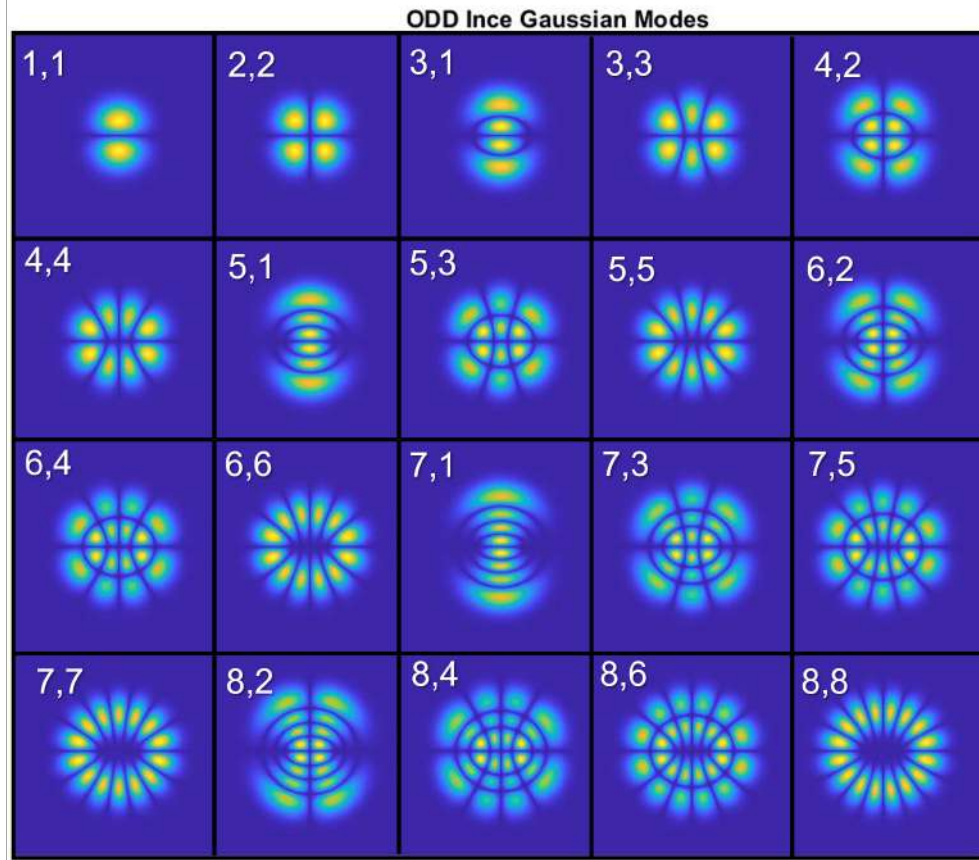 ODD Ince Gaussian Modes
1,1 2,2 3,1 3,3 4,2
4,4 5,1 5,3 5,5 6,2
6,4 6,6 7,1 7,3 7,5
7,7 8,2 8,4 8,6 8,8